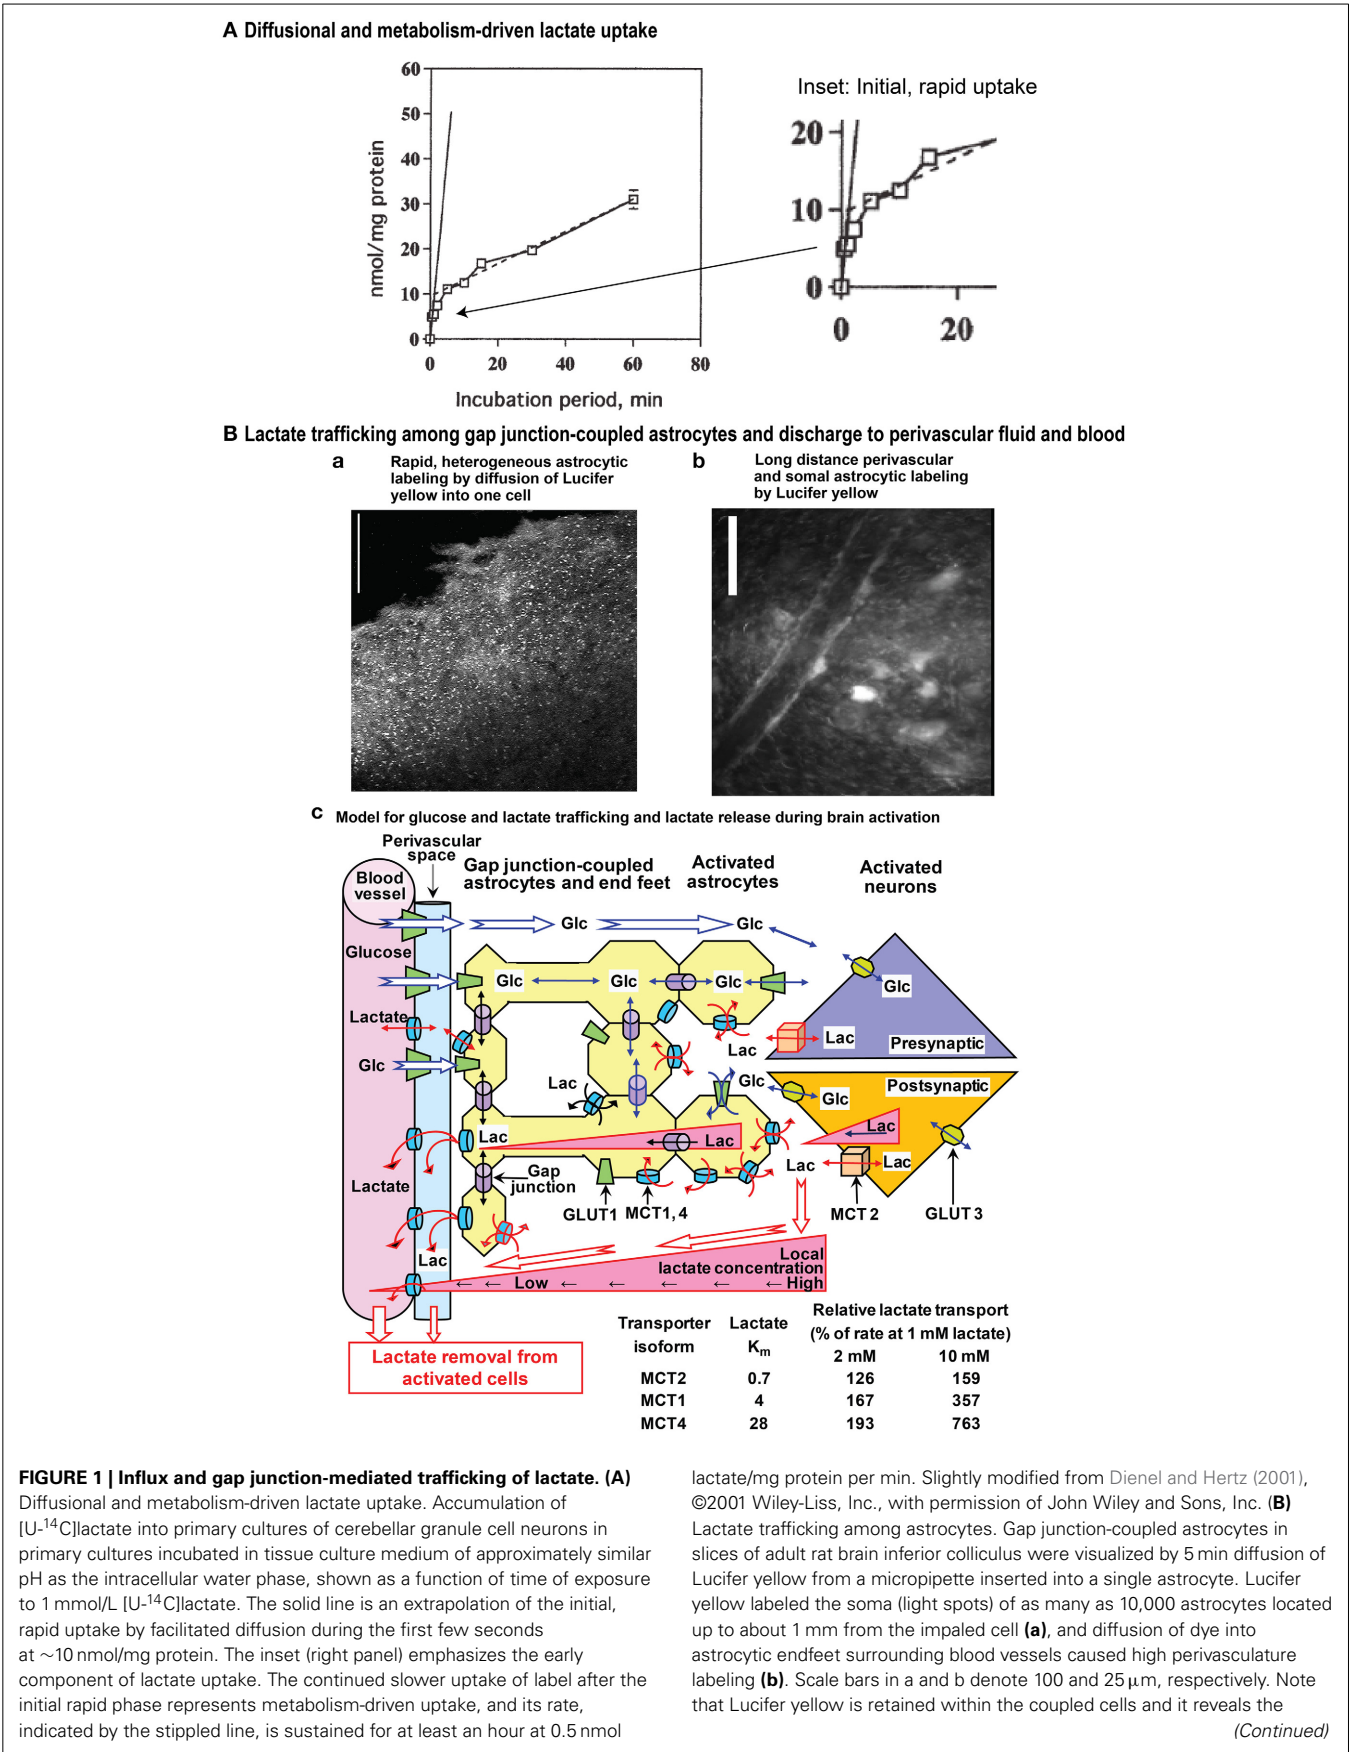 A Diffusional and metabolism-driven lactate uptake
Inset: Initial, rapid uptake
60
50
40
30
20
10
0
nmol/mg protein
0 20 40 60 80
Incubation period, min
20
10
0
0 20
B Lactate trafficking among gap junction-coupled astrocytes and discharge to perivascular fluid and blood
a
Rapid, heterogeneous astrocytic
labeling by diffusion of Lucifer
yellow into one cell
b
Long distance perivascular
and somal astrocytic labeling
by Lucifer yellow
c Model for glucose and lactate trafficking and lactate release during brain activation
Perivascular
space
Blood
vessel
Gap junction-coupled
astrocytes and end feet
Activated
astrocytes
Activated
neurons
Glc Glc
Glucose
Glc Glc Glc Glc
Lactate
Lac Lac
Presynaptic
Glc
Lac
Glc Glc
Postsynaptic
Lac Lac Lac
Lac Lac
Gap
junction
Lactate
GLUT1 MCT1, 4 MCT 2 GLUT 3
Lac
Local
lactate concentration
Low ← ← ← ← ← ← High
Lactate removal from
activated cells
Transporter
isoform
Lactate
Km
Relative lactate transport
(% of rate at 1 mM lactate)
2 mM 10 mM
MCT2 0.7 126 159
MCT1 4 167 357
MCT4 28 193 763
FIGURE 1 | Influx and gap junction-mediated trafficking of lactate. (A)
Diffusional and metabolism-driven lactate uptake. Accumulation of
[U-14C]lactate into primary cultures of cerebellar granule cell neurons in
primary cultures incubated in tissue culture medium of approximately similar
pH as the intracellular water phase, shown as a function of time of exposure
to 1 mmol/L [U-14C]lactate. The solid line is an extrapolation of the initial,
rapid uptake by facilitated diffusion during the first few seconds
at ∼10 nmol/mg protein. The inset (right panel) emphasizes the early
component of lactate uptake. The continued slower uptake of label after the
initial rapid phase represents metabolism-driven uptake, and its rate,
indicated by the stippled line, is sustained for at least an hour at 0.5 nmol
lactate/mg protein per min. Slightly modified from Dienel and Hertz (2001),
©2001 Wiley-Liss, Inc., with permission of John Wiley and Sons, Inc. (B)
Lactate trafficking among astrocytes. Gap junction-coupled astrocytes in
slices of adult rat brain inferior colliculus were visualized by 5 min diffusion of
Lucifer yellow from a micropipette inserted into a single astrocyte. Lucifer
yellow labeled the soma (light spots) of as many as 10,000 astrocytes located
up to about 1 mm from the impaled cell (a), and diffusion of dye into
astrocytic endfeet surrounding blood vessels caused high perivasculature
labeling (b). Scale bars in a and b denote 100 and 25 μm, respectively. Note
that Lucifer yellow is retained within the coupled cells and it reveals the
(Continued)